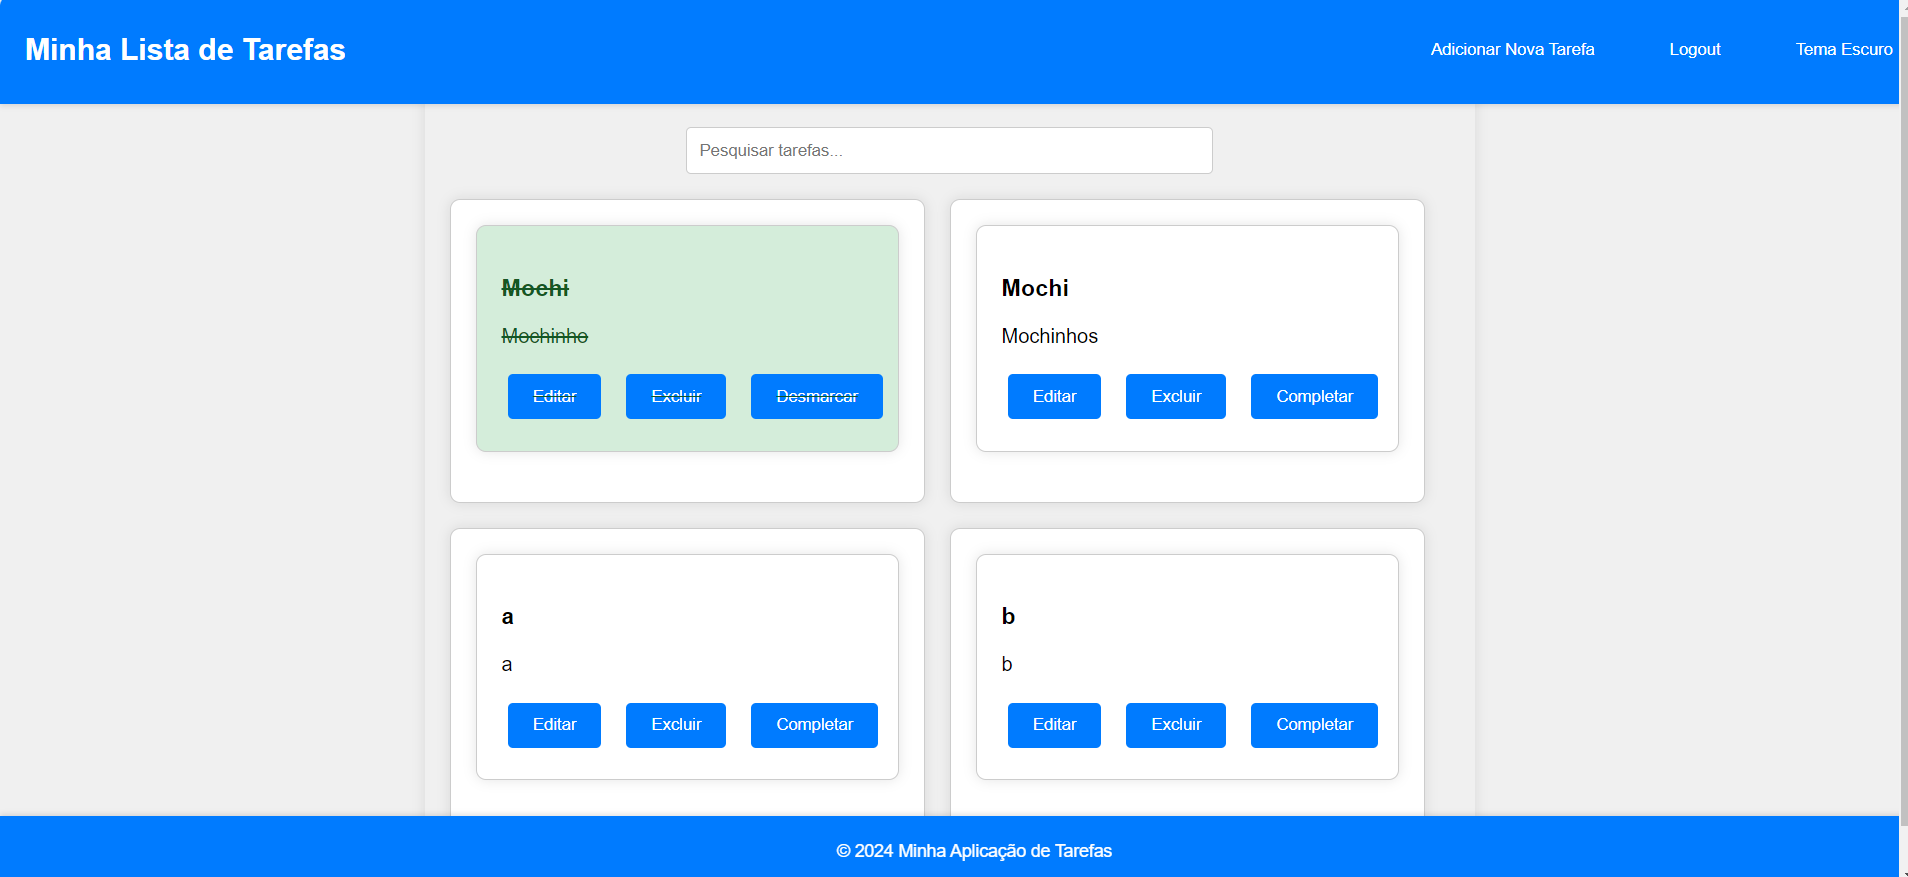 Minha Lista de Tarefas
Adicionar Nova Tarefa
Logout
Tema Escuro
Pesquisar tarefas...
Mochi
Mochinho
Editar Excluir Desmarcar
Mochi
Mochinhos
Editar Excluir Completar
a
a
Editar Excluir Completar
b
b
Editar Excluir Completar
© 2024 Minha Aplicação de Tarefas